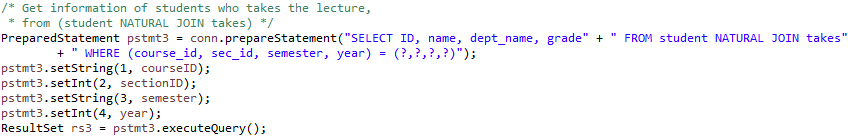 /* Get information of students who takes the lecture,
 * from (student NATURAL JOIN takes) */
PreparedStatement pstmt3 = conn.prepareStatement("SELECT ID, name, dept_name, grade" + " FROM student NATURAL JOIN takes"
        + " WHERE (course_id, sec_id, semester, year) = (?,?,?,?)");
pstmt3.setString(1, courseID);
pstmt3.setInt(2, sectionID);
pstmt3.setString(3, semester);
pstmt3.setInt(4, year);
ResultSet rs3 = pstmt3.executeQuery();